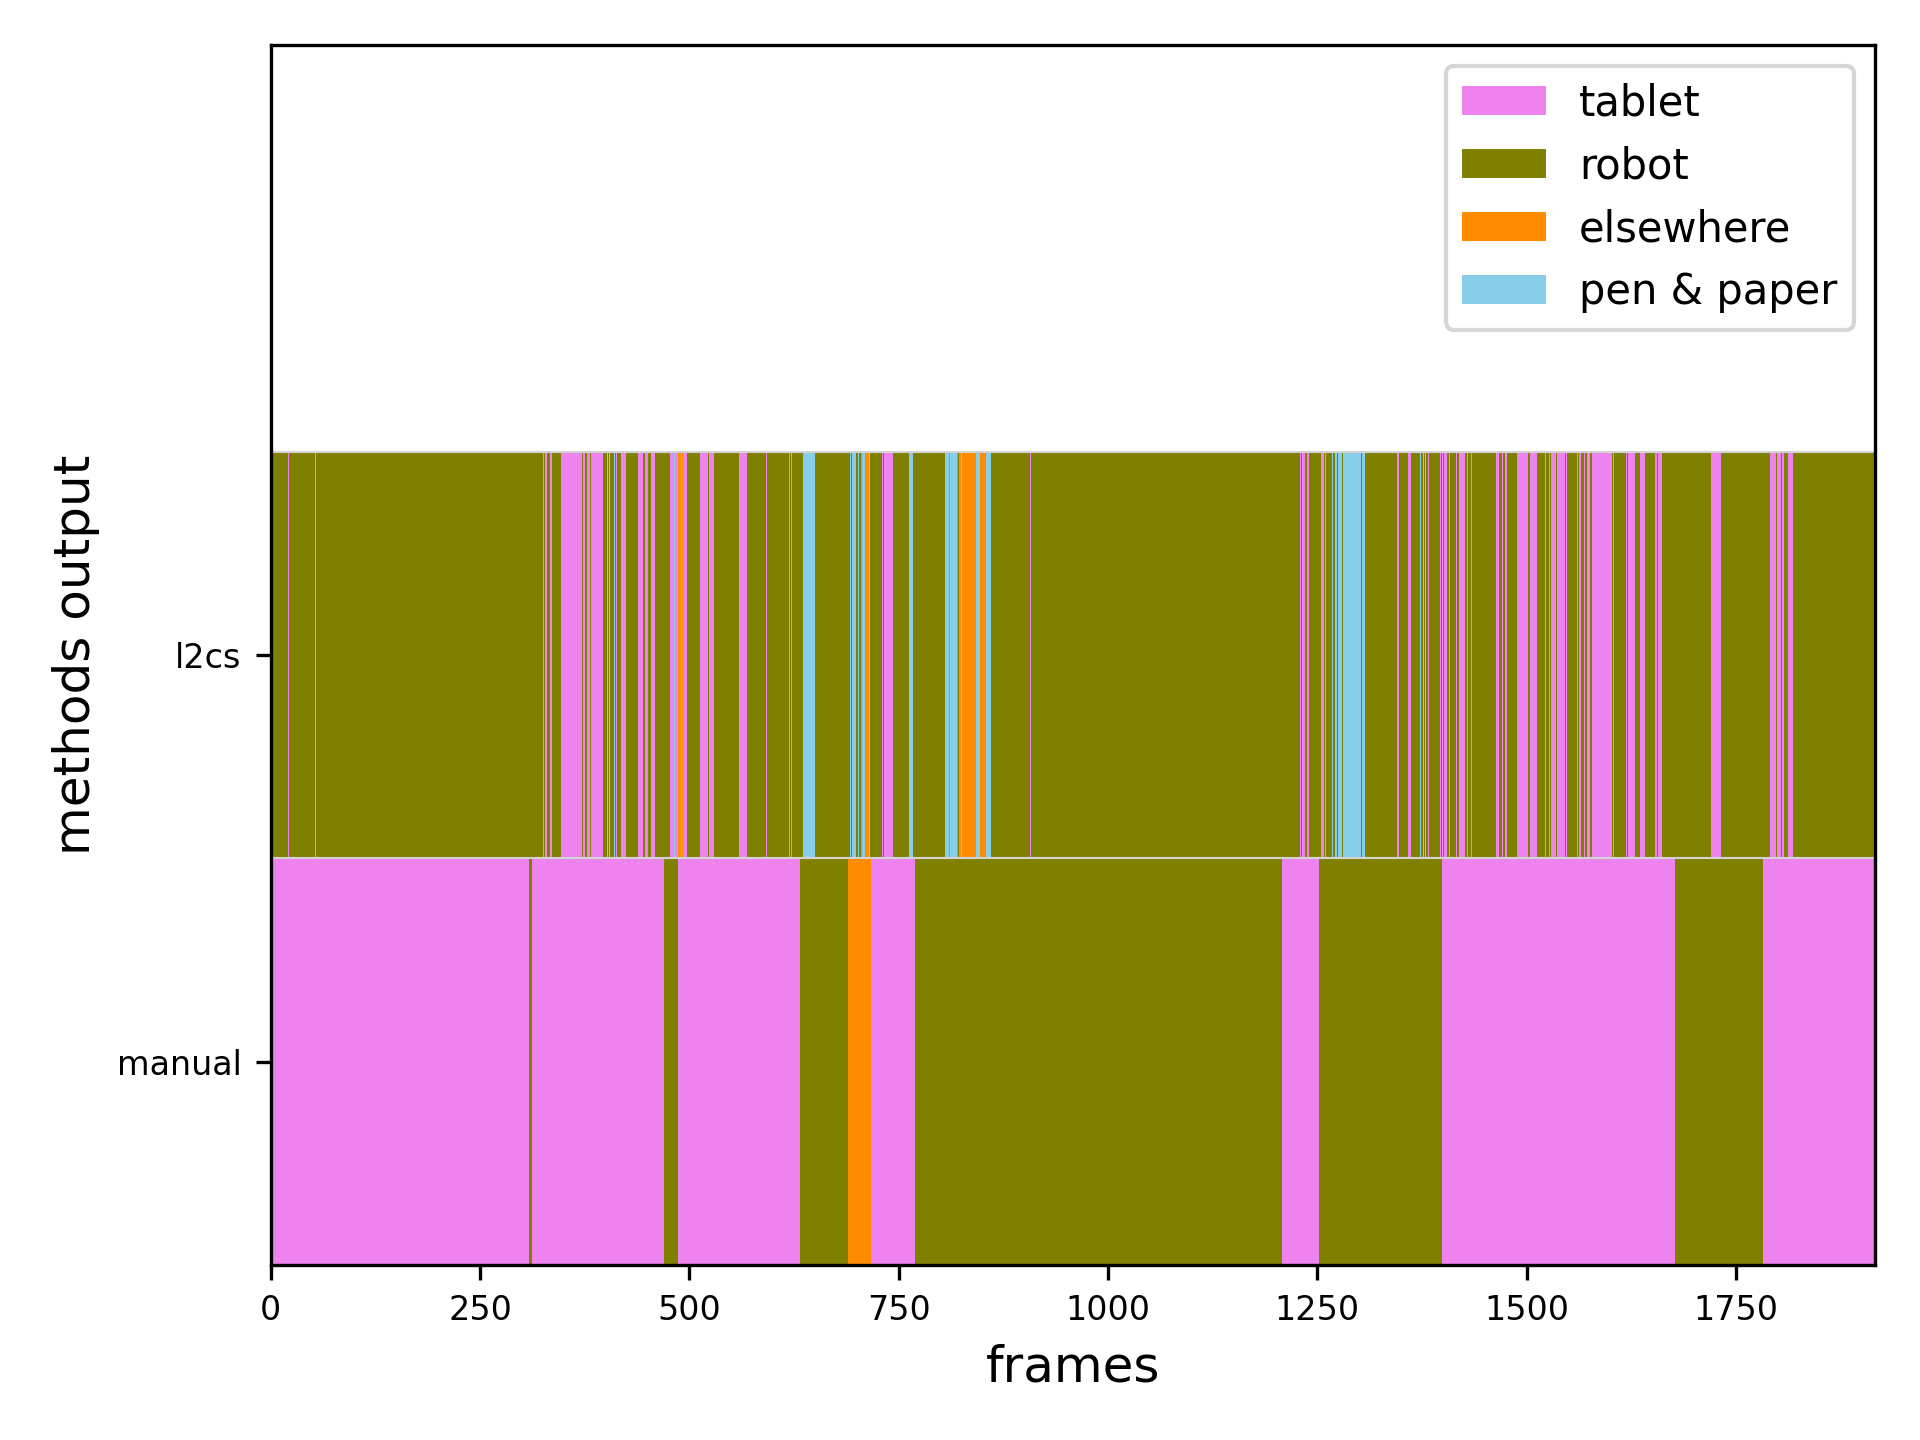 tablet
robot
elsewhere
pen & paper
methods output
l2cs
manual
0 250 500 750 1000 1250 1500 1750
frames